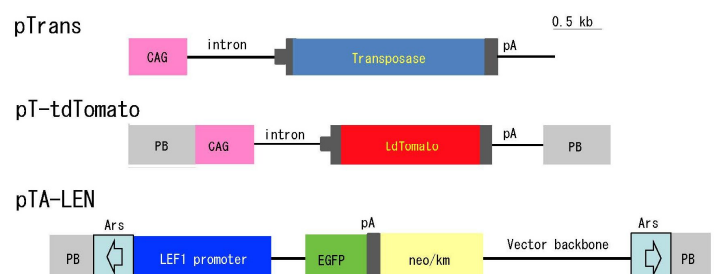 pTrans
0.5 kb
CAG intron Transposase pA
pT-tdTomato
PB CAG intron tdTomato pA PB
pTA-LEN
PB Ars LEF1 promoter EGFP pA neo/km Vector backbone Ars PB